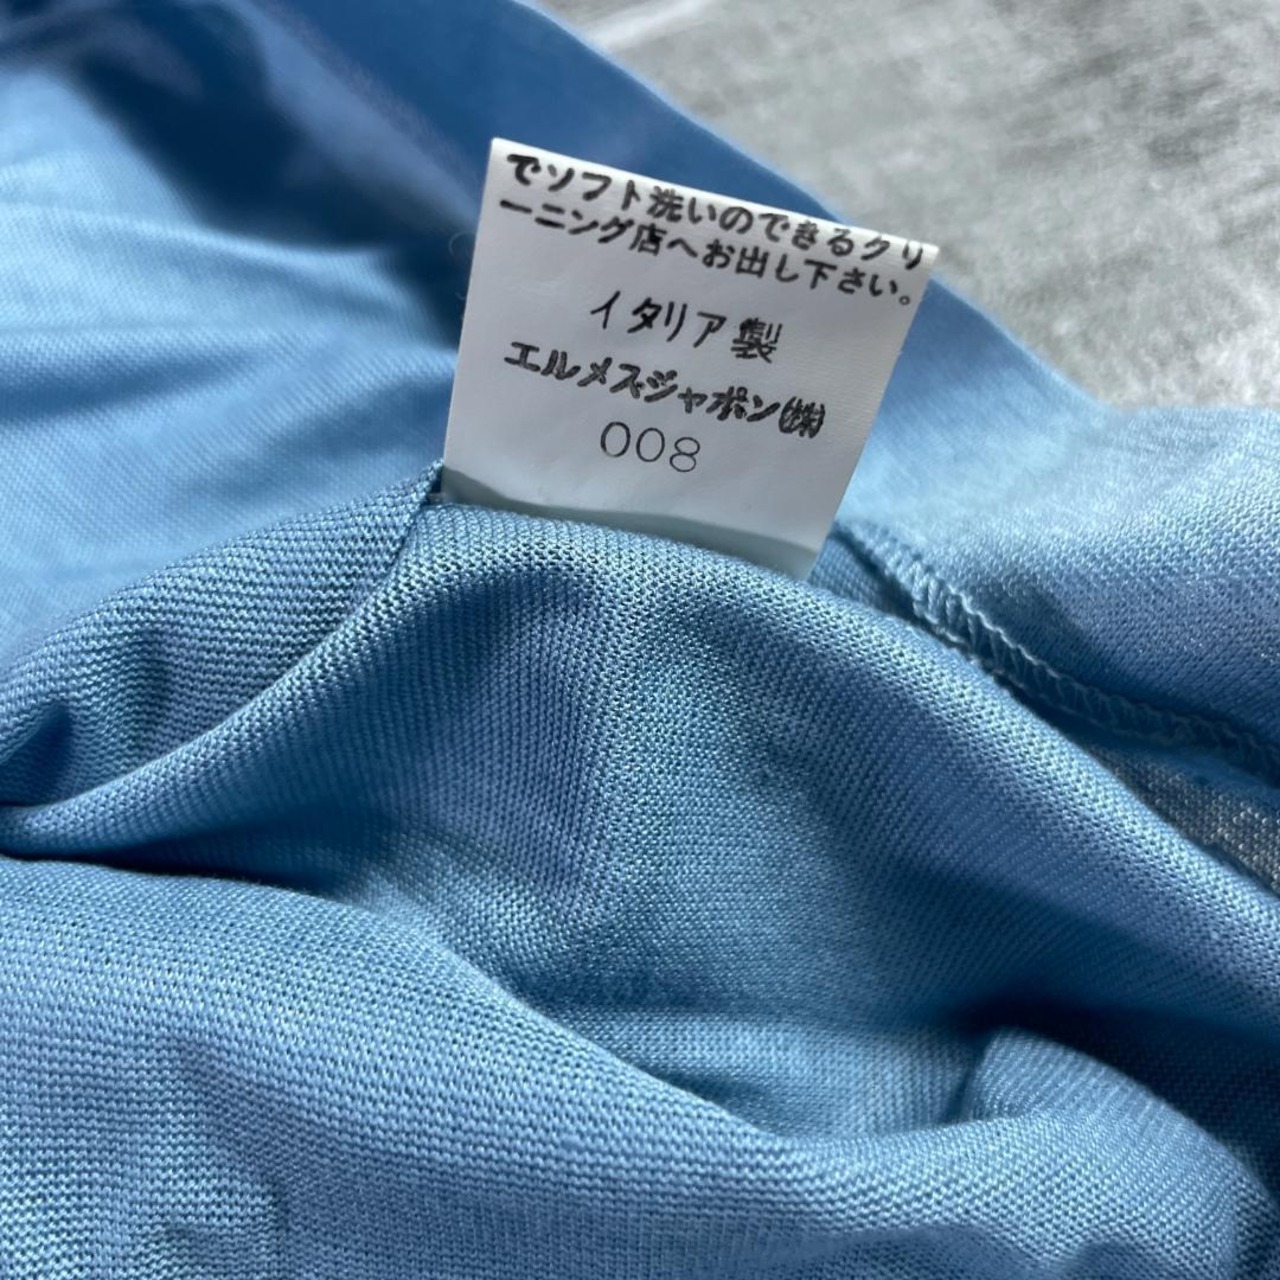 でソフト洗いのできるクリ
ーニング店へお出し下さい。
イタリア製
エルメスジャポン㈱
008